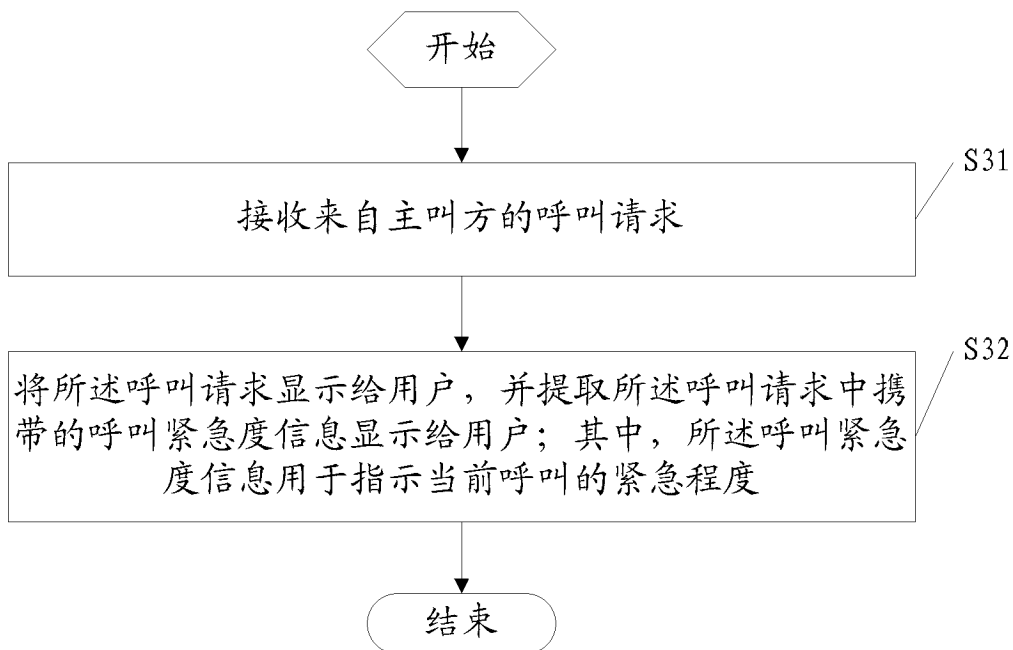 开始
S31
接收来自主叫方的呼叫请求
S32
将所述呼叫请求显示给用户，并提取所述呼叫请求中携
带的呼叫紧急度信息显示给用户；其中，所述呼叫紧急
度信息用于指示当前呼叫的紧急程度
结束